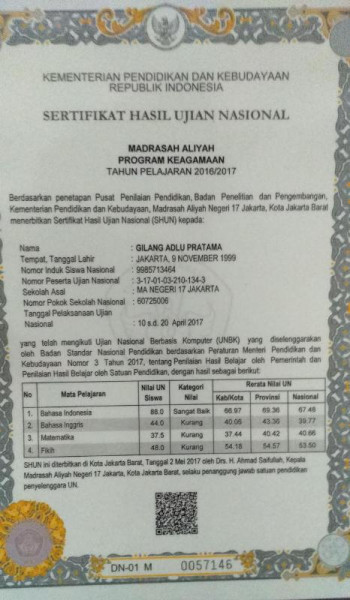 KEMENTERIAN PENDIDIKAN DAN KEBUDAYAAN
REPUBLIK INDONESIA
SERTIFIKAT HASIL UJIAN NASIONAL
MADRASAH ALIYAH
PROGRAM KEAGAMAAN
TAHUN PELAJARAN 2016/2017
Berdasarkan penetapan Pusat Penilaian Pendidikan, Badan Penelitian dan Pengembangan,
Kementerian Pendidikan dan Kebudayaan, Madrasah Aliyah Negeri 17 Jakarta, Kota Jakarta Barat
menerbitkan Sertifikat Hasil Ujian Nasional (SHUN) kepada:
Nama : GILANG ADLU PRATAMA
Tempat, Tanggal Lahir : JAKARTA, 9 NOVEMBER 1999
Nomor Induk Siswa Nasional : 9985713464
Nomor Peserta Ujian Nasional : 3-17-01-03-210-134-3
Sekolah Asal : MA NEGERI 17 JAKARTA
Nomor Pokok Sekolah Nasional : 60725006
Tanggal Pelaksanaan Ujian
Nasional : 10 s.d. 20 April 2017
yang telah mengikuti Ujian Nasional Berbasis Komputer (UNBK) yang diselenggarakan
oleh Badan Standar Nasional Pendidikan berdasarkan Peraturan Menteri Pendidikan dan
Kebudayaan Nomor 3 Tahun 2017, tentang Penilaian Hasil Belajar oleh Pemerintah dan
Penilaian Hasil Belajar oleh Satuan Pendidikan, dengan hasil sebagai berikut:
No Mata Pelajaran Nilai UN Siswa Kategori Nilai Rerata Nilai UN
Kab/Kota Provinsi Nasional
1. Bahasa Indonesia 88.0 Sangat Baik 66.97 69.36 67.48
2. Bahasa Inggris 44.0 Kurang 40.05 43.36 39.77
3. Matematika 37.5 Kurang 37.44 40.42 40.66
4. Fikih 48.0 Kurang 54.18 54.57 53.50
SHUN ini diterbitkan di Kota Jakarta Barat, Tanggal 2 Mei 2017 oleh Drs. H. Ahmad Saifullah, Kepala
Madrasah Aliyah Negeri 17 Jakarta, Kota Jakarta Barat, selaku penanggung jawab satuan pendidikan
penyelenggara UN.
DN-01 M 0057146